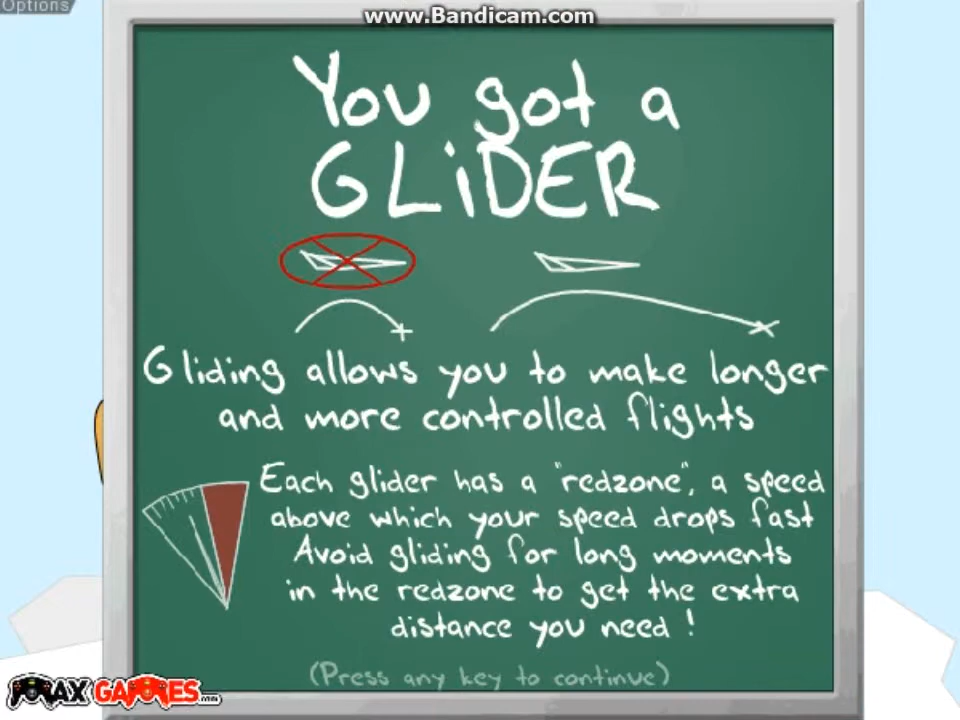 Options
www.Bandicam.com
You got a
GLiDER
Gliding allows you to make longer
and more controlled flights
Each glider has a "redzone", a speed
above which your speed drops fast
Avoid gliding for long moments
in the redzone to get the extra
distance you need !
(Press any key to continue)
MAX GAMES.com